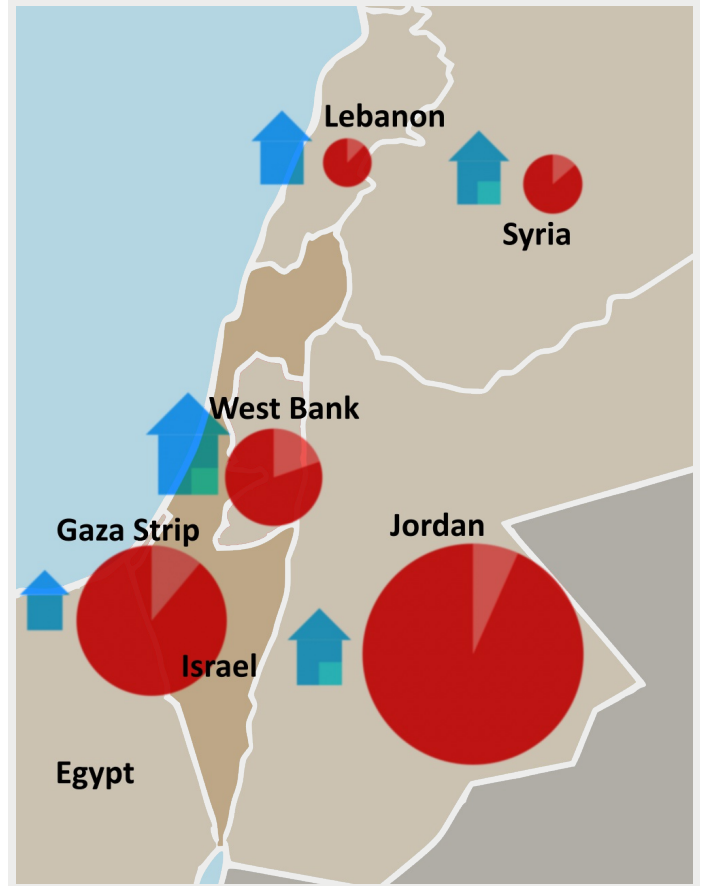 Lebanon
Syria
West Bank
Gaza Strip
Jordan
Israel
Egypt